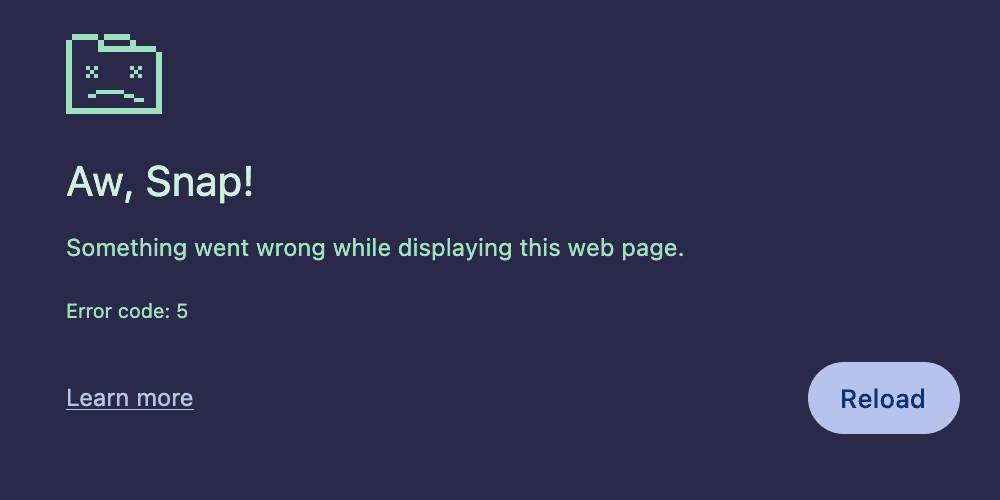 Aw, Snap!
Something went wrong while displaying this web page.
Error code: 5
Learn more
Reload